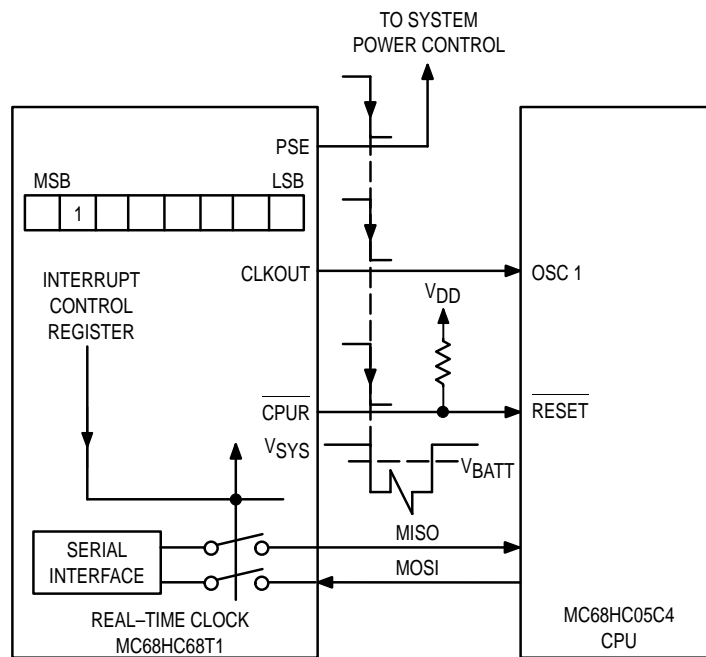 TO SYSTEM
POWER CONTROL
PSE
MSB
LSB
1
CLKOUT
OSC 1
INTERRUPT
CONTROL
REGISTER
VDD
CPUR
RESET
VSYS
VBATT
MISO
SERIAL
INTERFACE
MOSI
REAL–TIME CLOCK
MC68HC68T1
MC68HC05C4
CPU